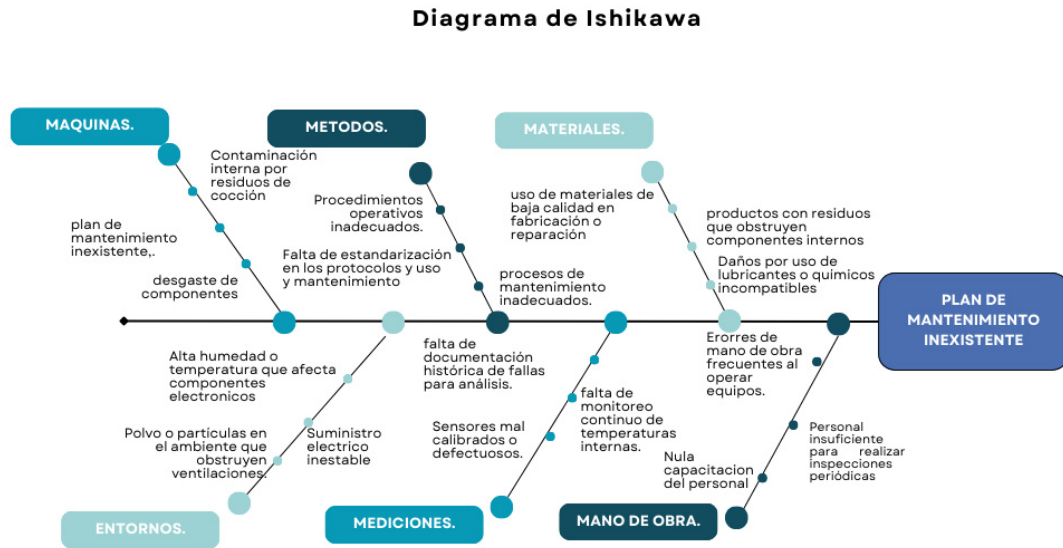 Diagrama de Ishikawa
MAQUINAS.
METODOS.
MATERIALES.
Contaminación
interna por
residuos de
cocción
plan de
mantenimiento
inexistente,.
desgaste de
componentes
Procedimientos
operativos
inadecuados.
Falta de estandarización
en los protocolos y uso
y mantenimiento
procesos de
mantenimiento
inadecuados.
uso de materiales de
baja calidad en
fabricación o
reparación
productos con residuos
que obstruyen
componentes internos
Daños por uso de
lubricantes o químicos
incompatibles
PLAN DE
MANTENIMIENTO
INEXISTENTE
Alta humedad o
temperatura que afecta
componentes
electronicos
Polvo o partículas en
el ambiente que
obstruyen
ventilaciones.
Suministro
electrico
inestable
falta de
documentación
histórica de fallas
para análisis.
Sensores mal
calibrados o
defectuosos.
falta de
monitoreo
continuo de
temperaturas
internas.
Erorres de
mano de obra
frecuentes al
operar
equipos.
Nula
capacitacion
del personal
Personal
insuficiente
para realizar
inspecciones
periódicas
ENTORNOS.
MEDICIONES.
MANO DE OBRA.